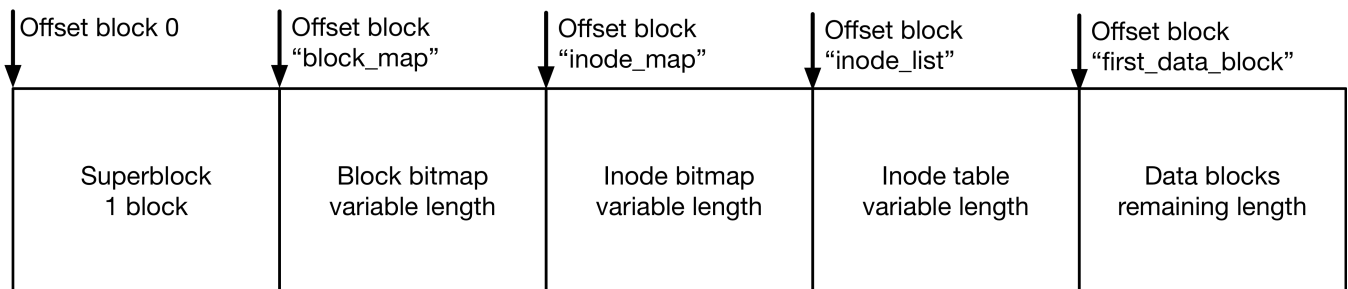 Offset block 0
Offset block
“block_map”
Offset block
“inode_map”
Offset block
“inode_list”
Offset block
“first_data_block”
Superblock
1 block
Block bitmap
variable length
Inode bitmap
variable length
Inode table
variable length
Data blocks
remaining length